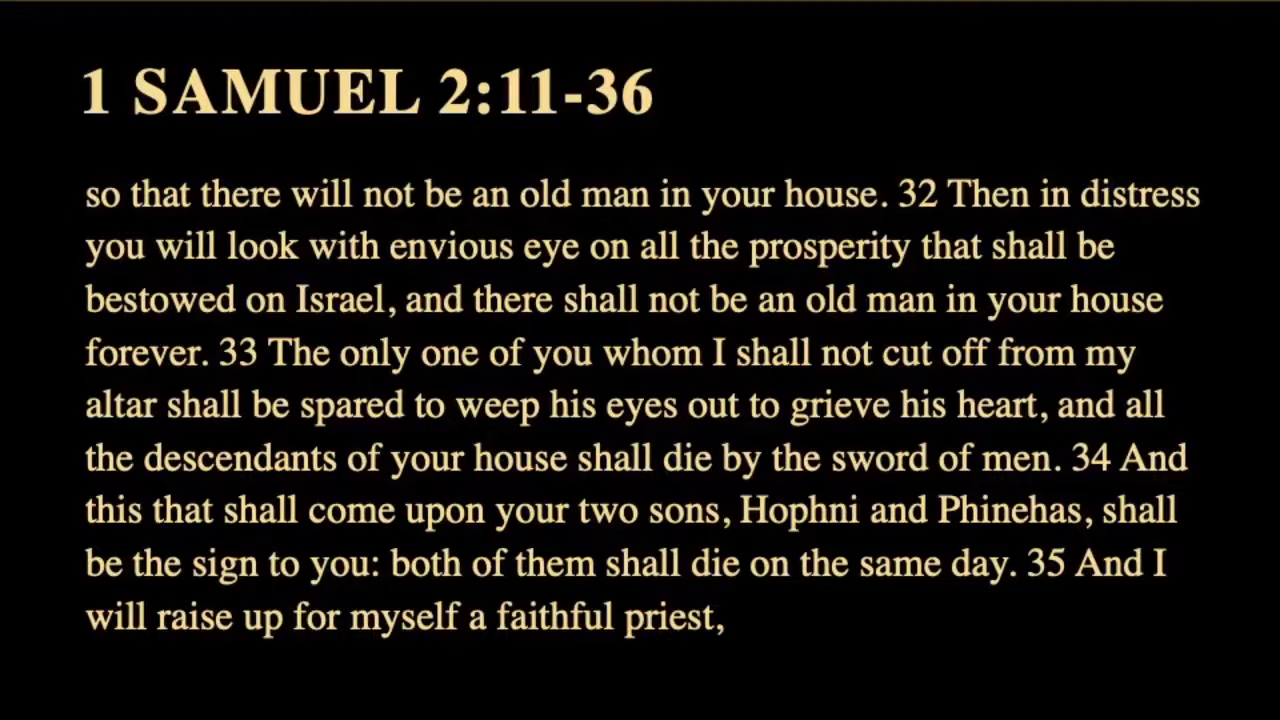 1 SAMUEL 2:11-36
so that there will not be an old man in your house. 32 Then in distress
you will look with envious eye on all the prosperity that shall be
bestowed on Israel, and there shall not be an old man in your house
forever. 33 The only one of you whom I shall not cut off from my
altar shall be spared to weep his eyes out to grieve his heart, and all
the descendants of your house shall die by the sword of men. 34 And
this that shall come upon your two sons, Hophni and Phinehas, shall
be the sign to you: both of them shall die on the same day. 35 And I
will raise up for myself a faithful priest,